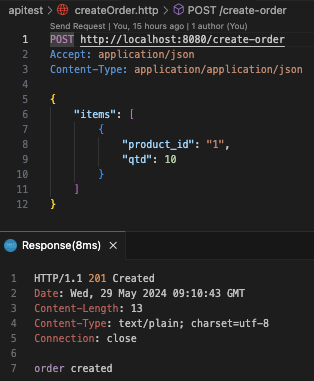 apitest > createOrder.http > POST /create-order
Send Request | You, 15 hours ago | 1 author (You)
1 POST http://localhost:8080/create-order
2 Accept: application/json
3 Content-Type: application/application/json
4
5 {
6 "items": [
7 {
8 "product_id": "1",
9 "qtd": 10
10 }
11 ]
12 }
Response(8ms) ×
1 HTTP/1.1 201 Created
2 Date: Wed, 29 May 2024 09:10:43 GMT
3 Content-Length: 13
4 Content-Type: text/plain; charset=utf-8
5 Connection: close
6
7 order created